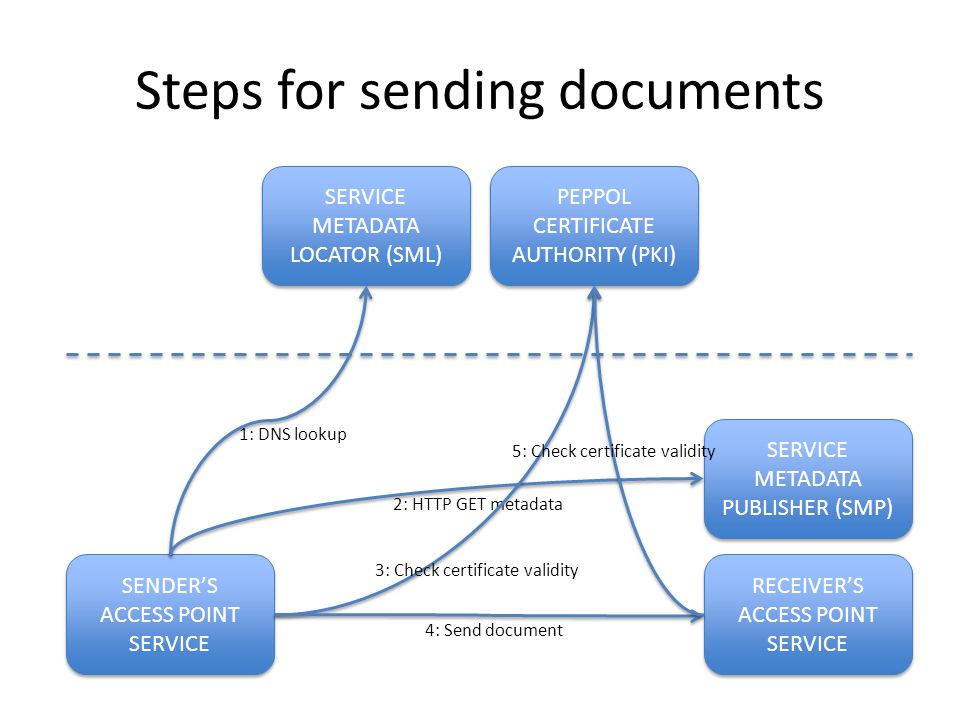 Steps for sending documents
SERVICE
METADATA
LOCATOR (SML)
PEPPOL
CERTIFICATE
AUTHORITY (PKI)
1: DNS lookup
5: Check certificate validity
SERVICE
METADATA
PUBLISHER (SMP)
2: HTTP GET metadata
3: Check certificate validity
SENDER’S
ACCESS POINT
SERVICE
4: Send document
RECEIVER’S
ACCESS POINT
SERVICE